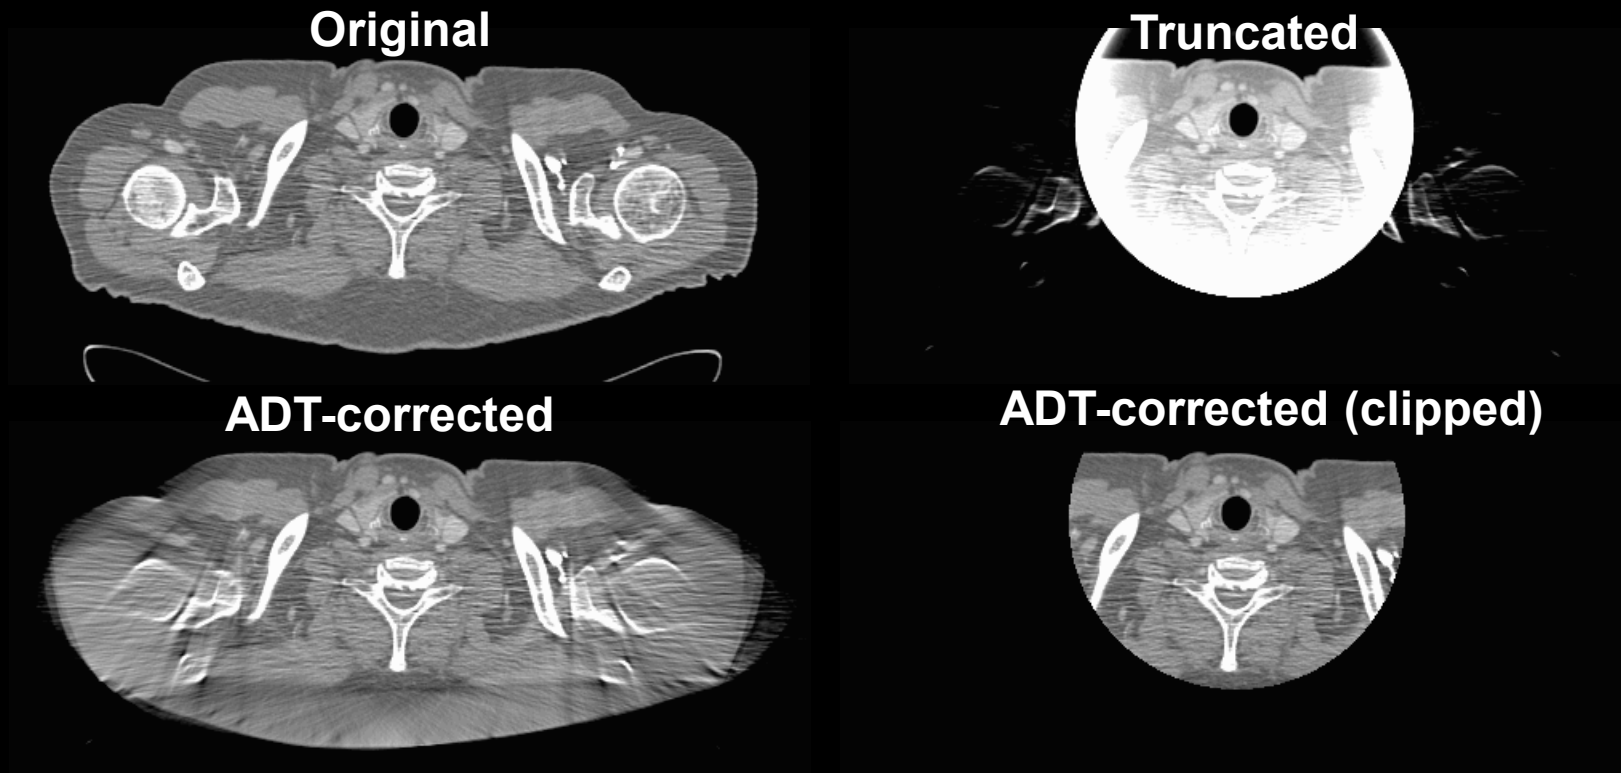 Original
Truncated
ADT-corrected
ADT-corrected (clipped)